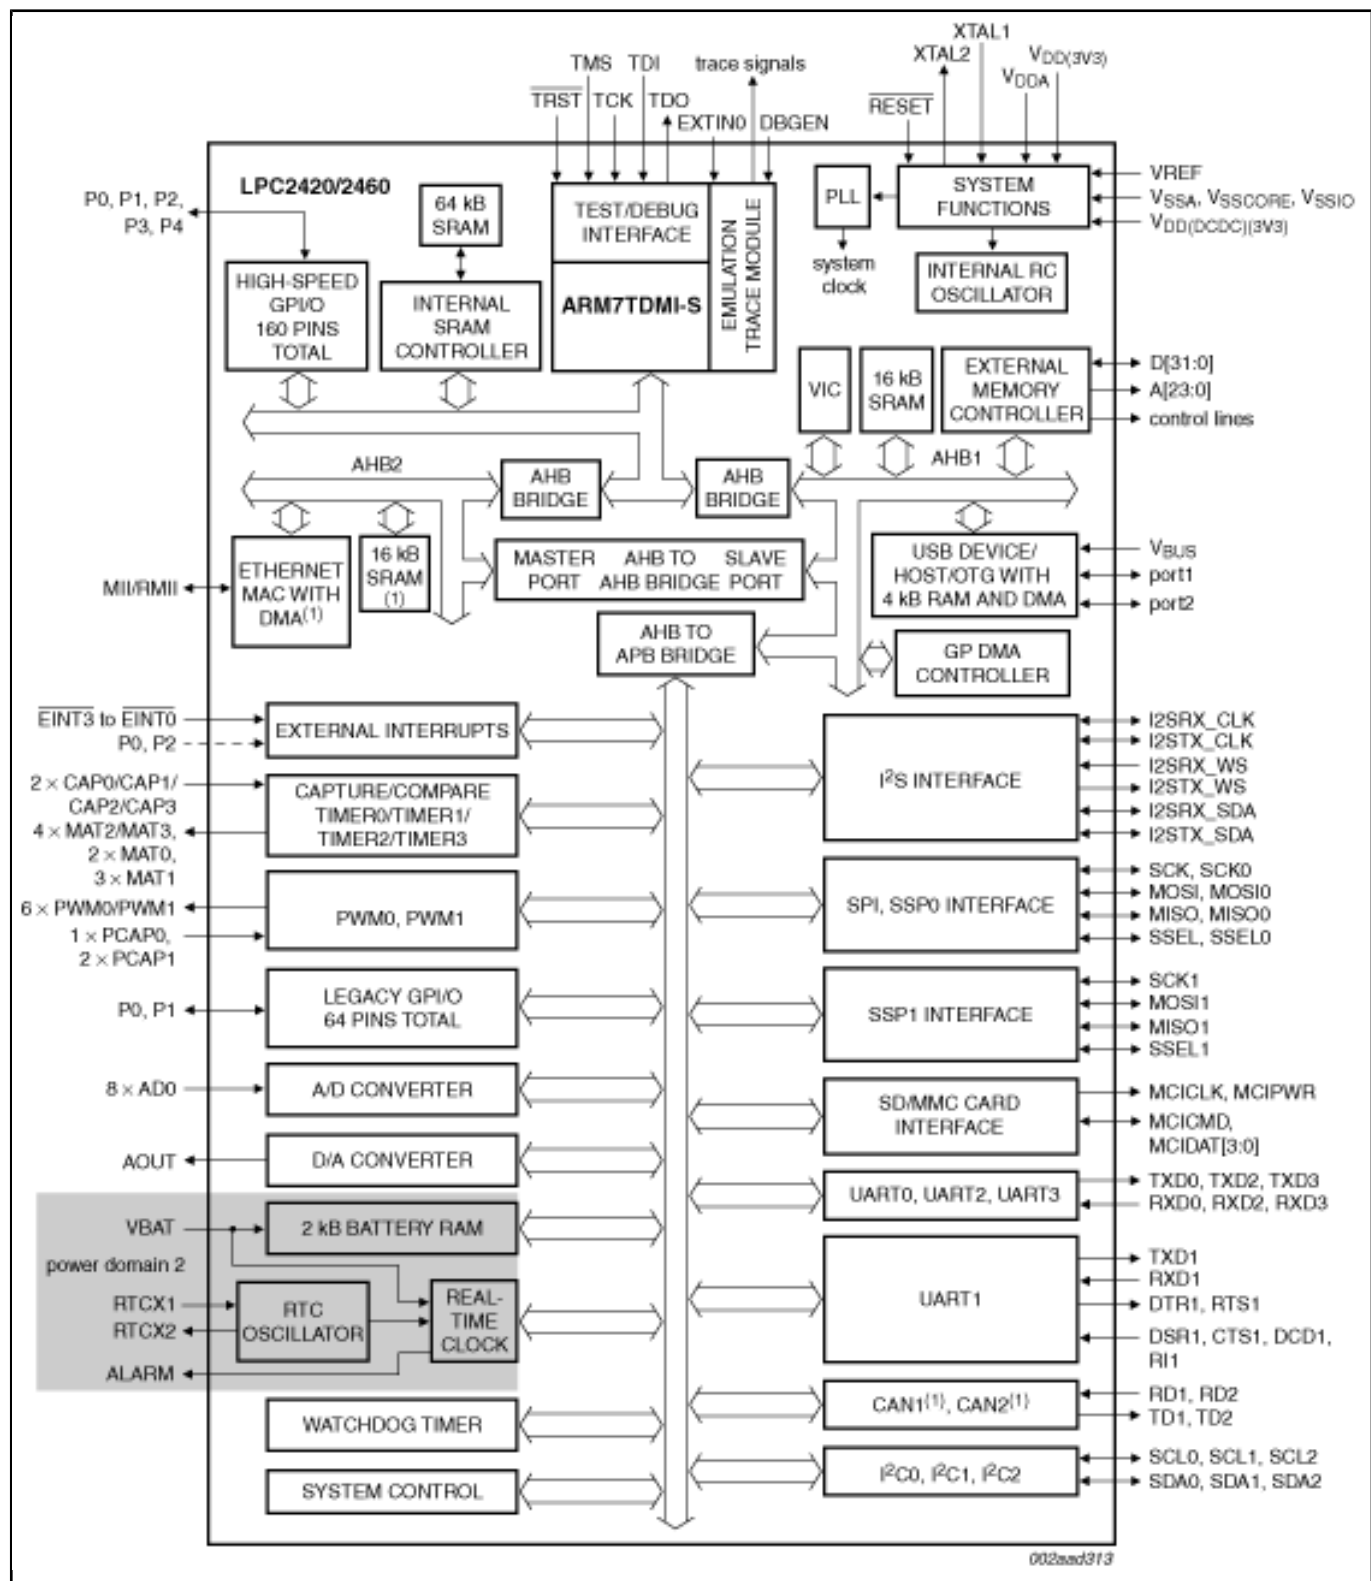 XTAL1
XTAL2
VDD(3V3)
VDDA
TMS TDI trace signals
TRST TCK TDO
EXTIN0 DBGEN
RESET
LPC2420/2460
P0, P1, P2,
P3, P4
64 kB
SRAM
TEST/DEBUG
INTERFACE
EMULATION
TRACE MODULE
PLL
SYSTEM
FUNCTIONS
VREF
VSSA, VSSCORE, VSSIO
VDD(DCDC)(3V3)
system
clock
INTERNAL RC
OSCILLATOR
HIGH-SPEED
GPI/O
160 PINS
TOTAL
INTERNAL
SRAM
CONTROLLER
ARM7TDMI-S
VIC
16 kB
SRAM
EXTERNAL
MEMORY
CONTROLLER
D[31:0]
A[23:0]
control lines
AHB2
AHB
BRIDGE
AHB
BRIDGE
AHB1
ETHERNET
MAC WITH
DMA(1)
MII/RMII
16 kB
SRAM
(1)
MASTER AHB TO SLAVE
PORT AHB BRIDGE PORT
USB DEVICE/
HOST/OTG WITH
4 kB RAM AND DMA
VBUS
port1
port2
AHB TO
APB BRIDGE
GP DMA
CONTROLLER
EINT3 to EINT0
P0, P2
EXTERNAL INTERRUPTS
2 × CAP0/CAP1/
CAP2/CAP3
4 × MAT2/MAT3,
2 × MAT0,
3 × MAT1
CAPTURE/COMPARE
TIMER0/TIMER1/
TIMER2/TIMER3
6 × PWM0/PWM1
1 × PCAP0,
2 × PCAP1
PWM0, PWM1
P0, P1
LEGACY GPI/O
64 PINS TOTAL
8 × AD0
A/D CONVERTER
AOUT
D/A CONVERTER
VBAT
2 kB BATTERY RAM
power domain 2
RTCX1
RTCX2
RTC
OSCILLATOR
REAL-
TIME
CLOCK
ALARM
WATCHDOG TIMER
SYSTEM CONTROL
I2S INTERFACE
I2SRX_CLK
I2STX_CLK
I2SRX_WS
I2STX_WS
I2SRX_SDA
I2STX_SDA
SPI, SSP0 INTERFACE
SCK, SCK0
MOSI, MOSI0
MISO, MISO0
SSEL, SSEL0
SSP1 INTERFACE
SCK1
MOSI1
MISO1
SSEL1
SD/MMC CARD
INTERFACE
MCICLK, MCIPWR
MCICMD,
MCIDAT[3:0]
UART0, UART2, UART3
TXD0, TXD2, TXD3
RXD0, RXD2, RXD3
UART1
TXD1
RXD1
DTR1, RTS1
DSR1, CTS1, DCD1,
RI1
CAN1(1), CAN2(1)
RD1, RD2
TD1, TD2
I2C0, I2C1, I2C2
SCL0, SCL1, SCL2
SDA0, SDA1, SDA2
002aad313